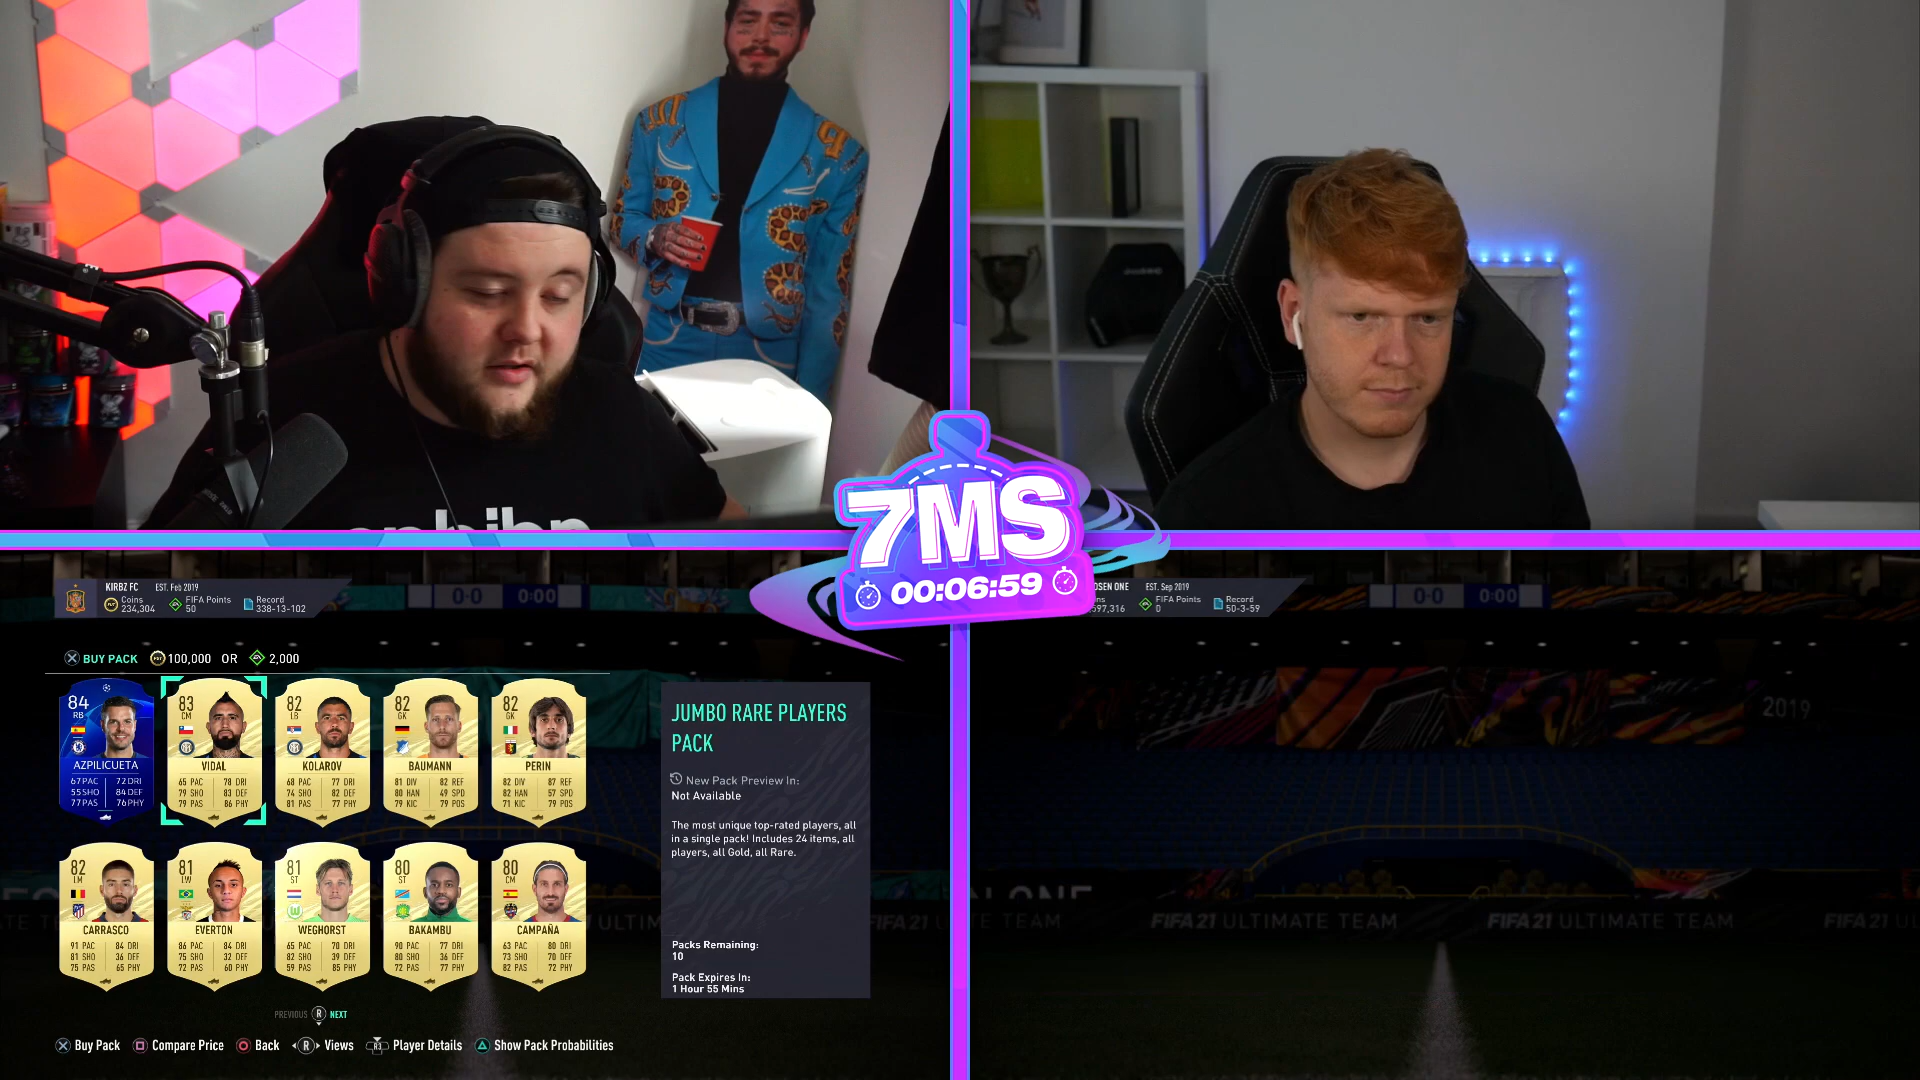 7MS
00:06:59
KIRBZ FC EST. Feb 2019
Coins 234,304
FIFA Points 50
Record 338-13-102
0-0 0:00
OSEN ONE EST. Sep 2019
597,316
FIFA Points 0
Record 50-3-59
0-0 0:00
BUY PACK 100,000 OR 2,000
84 RB AZPILICUETA
67 PAC 72 DRI
55 SHO 84 DEF
77 PAS 76 PHY
83 CM VIDAL
65 PAC 78 DRI
79 SHO 83 DEF
79 PAS 86 PHY
82 LB KOLAROV
68 PAC 77 DRI
74 SHO 82 DEF
81 PAS 77 PHY
82 GK BAUMANN
81 DIV 82 REF
80 HAN 49 SPD
79 KIC 79 POS
82 GK PERIN
82 DIV 87 REF
82 HAN 57 SPD
71 KIC 79 POS
82 LM CARRASCO
91 PAC 84 DRI
81 SHO 36 DEF
75 PAS 65 PHY
81 LW EVERTON
86 PAC 84 DRI
75 SHO 32 DEF
72 PAS 60 PHY
81 ST WEGHORST
65 PAC 70 DRI
82 SHO 39 DEF
59 PAS 85 PHY
80 ST BAKAMBU
90 PAC 77 DRI
80 SHO 36 DEF
72 PAS 77 PHY
80 CM CAMPAÑA
63 PAC 80 DRI
73 SHO 70 DEF
82 PAS 72 PHY
JUMBO RARE PLAYERS
PACK
New Pack Preview In:
Not Available
The most unique top-rated players, all
in a single pack! Includes 24 items, all
players, all Gold, all Rare.
Packs Remaining:
10
Pack Expires In:
1 Hour 55 Mins
PREVIOUS R NEXT
Buy Pack Compare Price Back R Views Player Details Show Pack Probabilities
2019
ONE
FIFA 21 ULTIMATE TEAM
FIFA 21 ULTIMATE TEAM